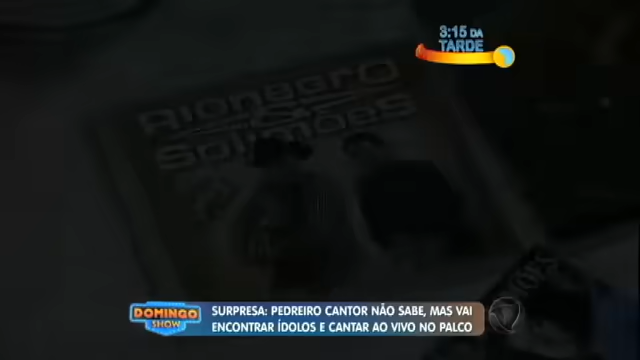 3:15 DA
TARDE
RIONEGRO
&
SOLIMÕES
DOMINGO
SHOW
SURPRESA: PEDREIRO CANTOR NÃO SABE, MAS VAI
ENCONTRAR ÍDOLOS E CANTAR AO VIVO NO PALCO